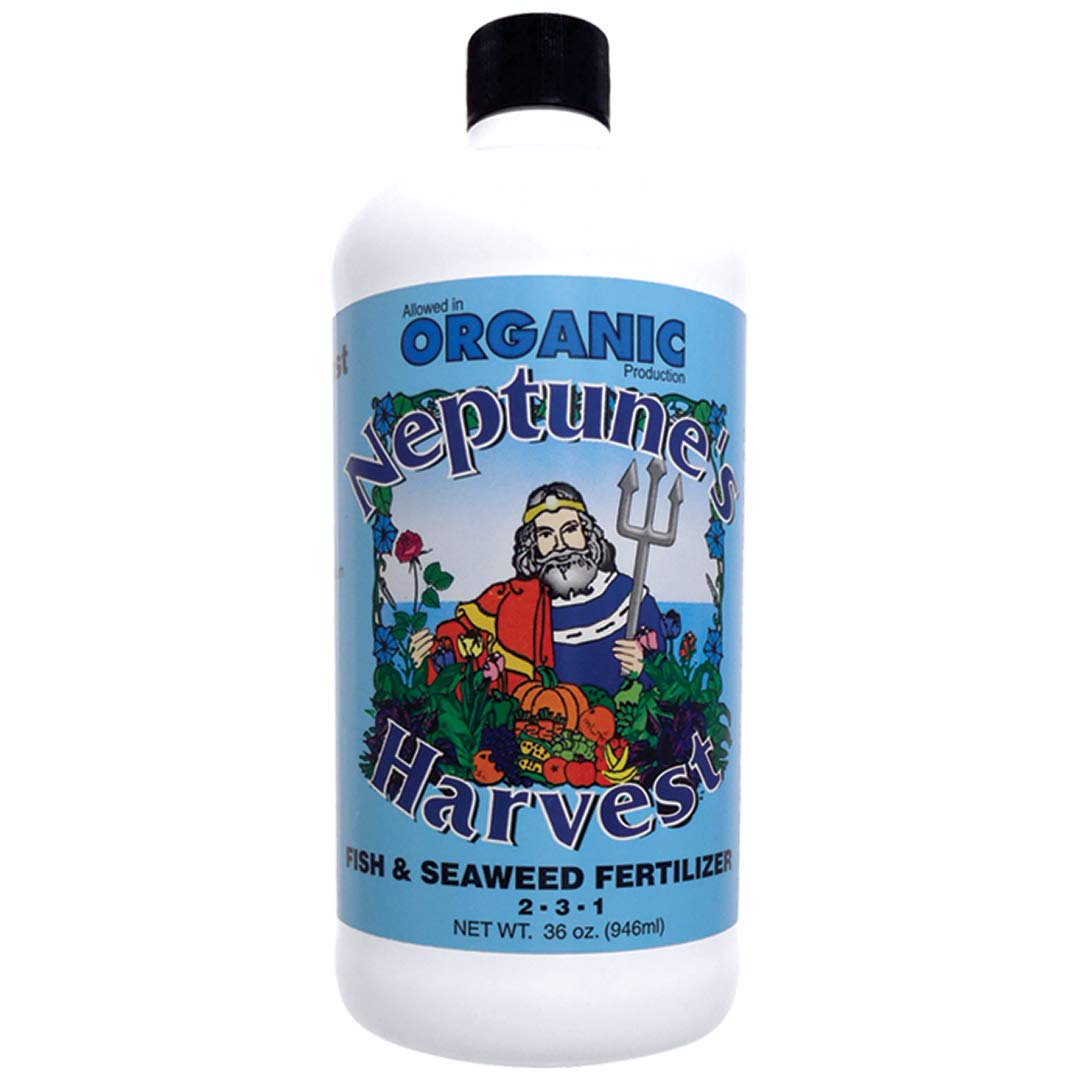 Allowed in
ORGANIC
Production
Neptune's
Harvest
FISH & SEAWEED FERTILIZER
2-3-1
NET WT. 36 oz. (946ml)